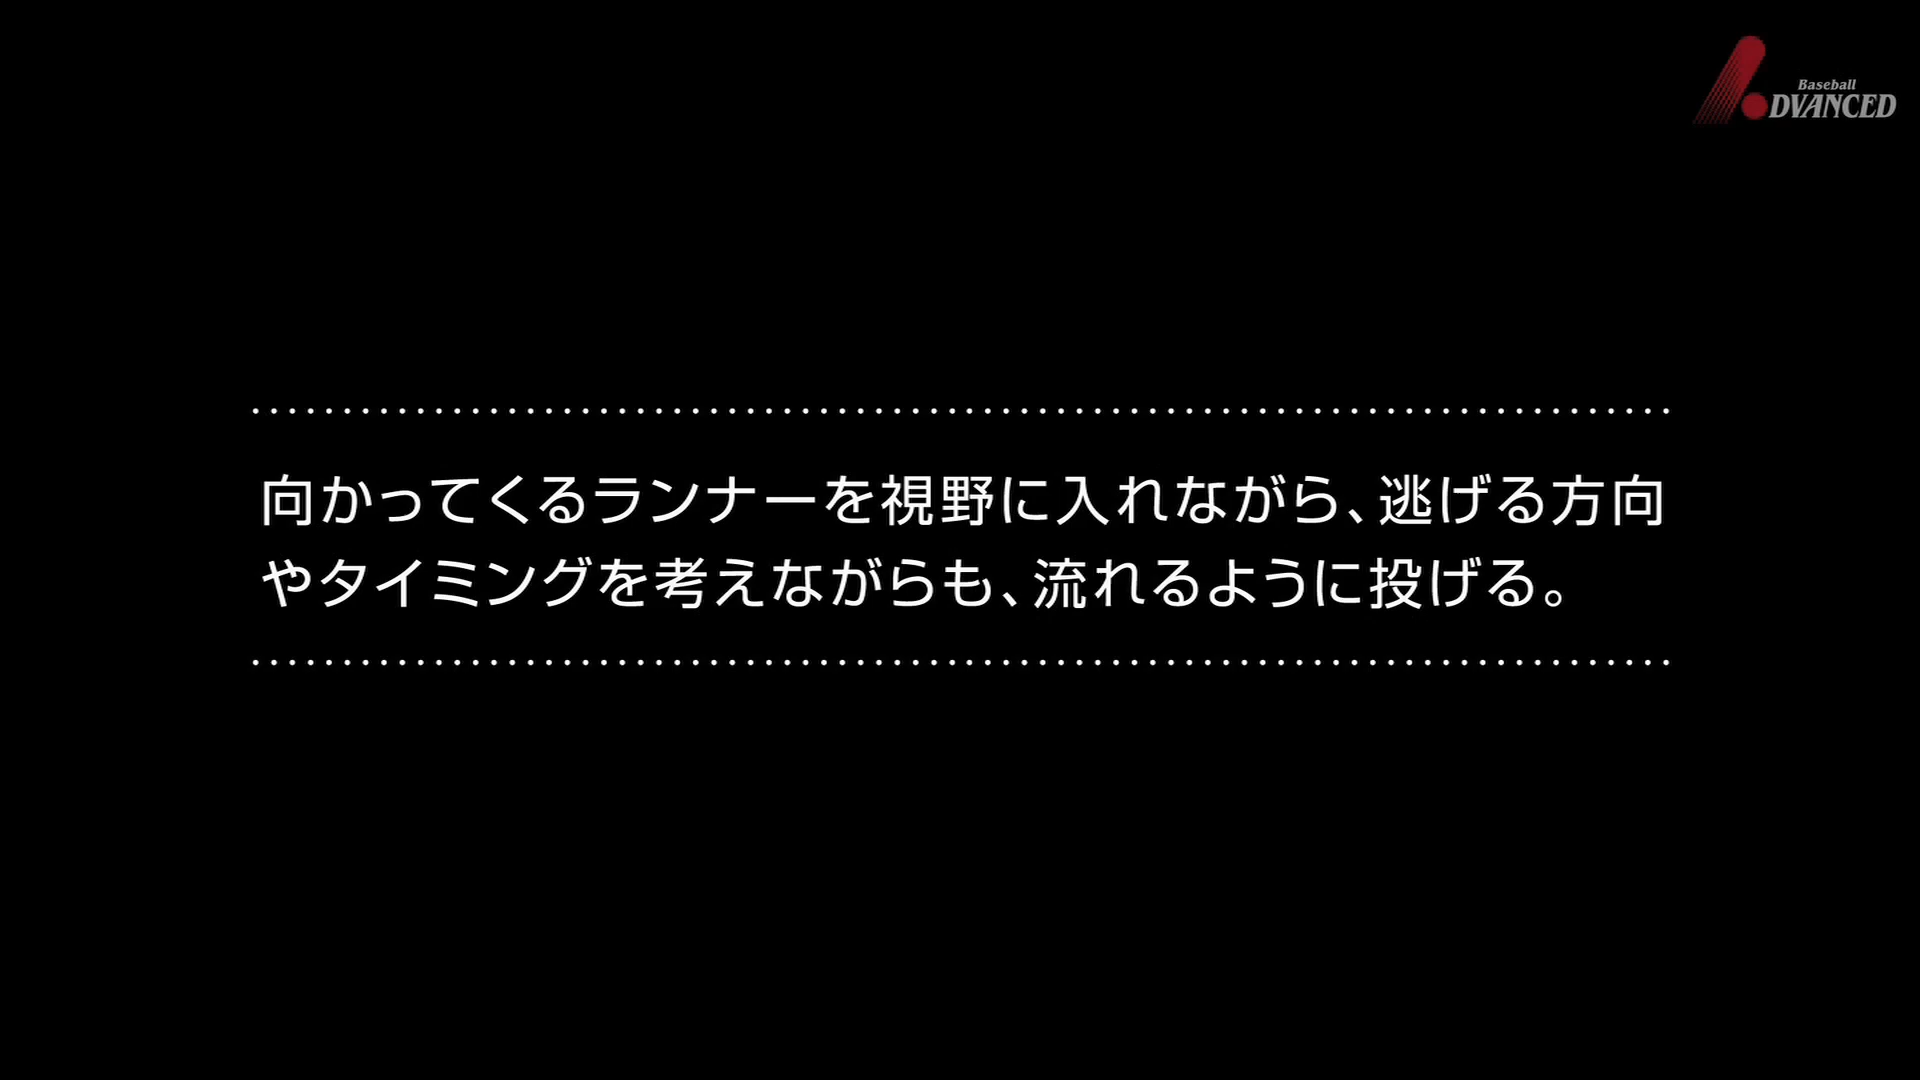 Baseball
ADVANCED
向かってくるランナーを視野に入れながら、逃げる方向
やタイミングを考えながらも、流れるように投げる。